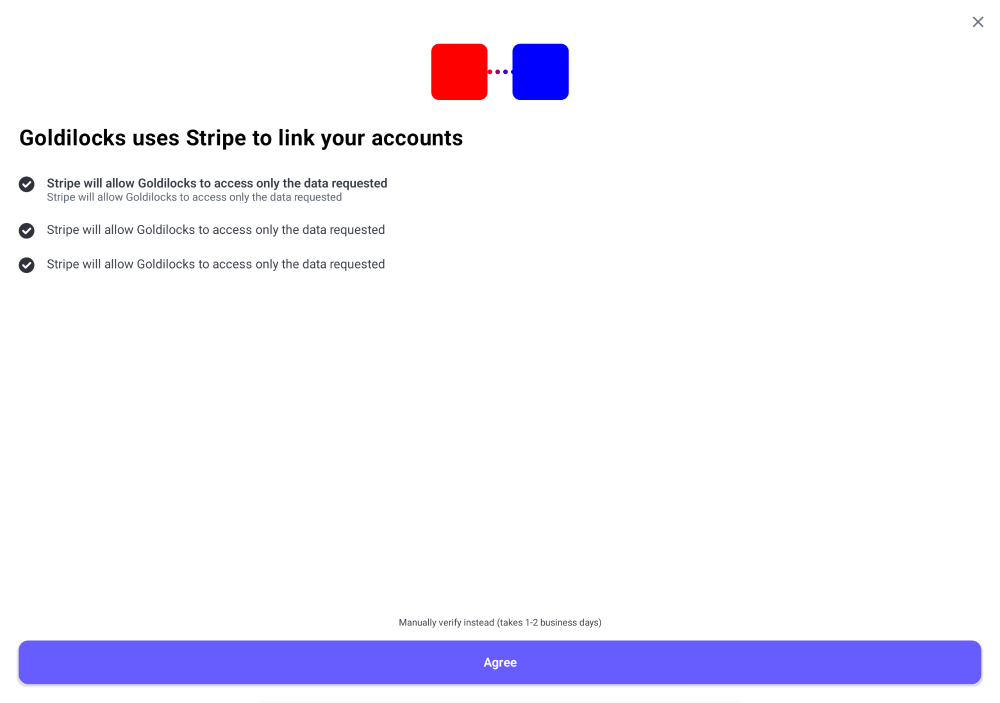 Goldilocks uses Stripe to link your accounts
Stripe will allow Goldilocks to access only the data requested
Stripe will allow Goldilocks to access only the data requested
Stripe will allow Goldilocks to access only the data requested
Stripe will allow Goldilocks to access only the data requested
Manually verify instead (takes 1-2 business days)
Agree